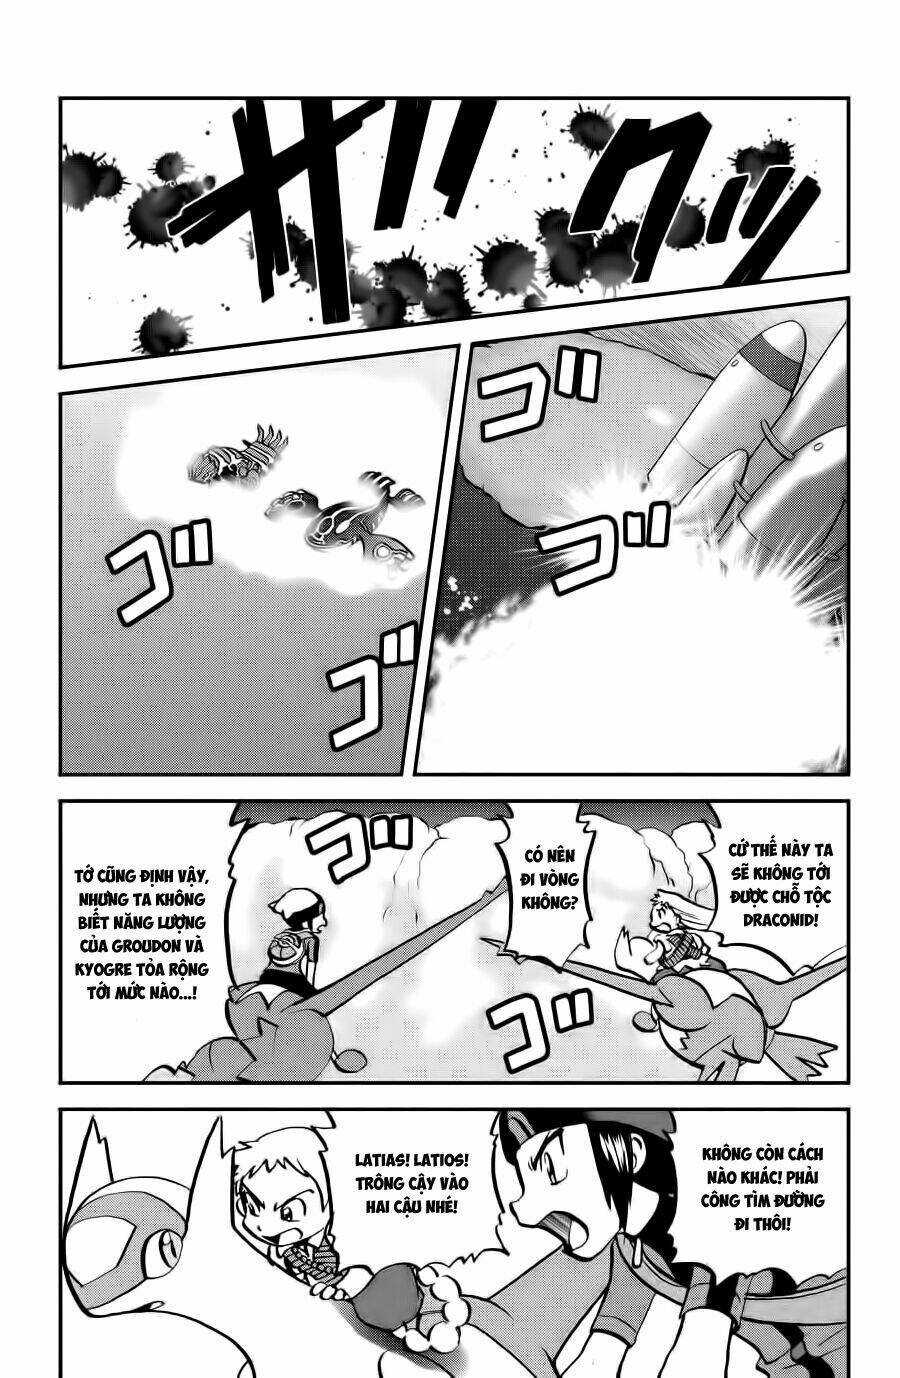 ザザッ
クッ
ゴ
ゴ
ゴ
ゴ
ゴ
ゴ
CỨ THẾ NÀY TA
SẼ KHÔNG TỚI
ĐƯỢC CHỖ TỘC
DRACONID!
CÓ NÊN
ĐI VÒNG
KHÔNG?
TỚ CŨNG ĐỊNH VẬY,
NHƯNG TA KHÔNG
BIẾT NĂNG LƯỢNG
CỦA GROUDON VÀ
KYOGRE TỎA RỘNG
TỚI MỨC NÀO...!
KHÔNG CÒN CÁCH
NÀO KHÁC! PHẢI
CÔNG TÌM ĐƯỜNG
ĐI THÔI!
LATIAS! LATIOS!
TRÔNG CẬY VÀO
HAI CẬU NHÉ!